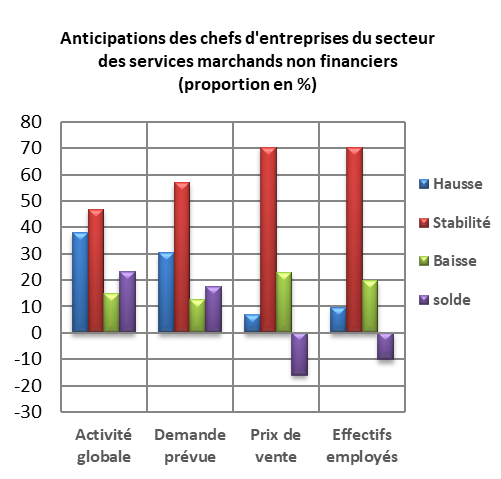 Anticipations des chefs d'entreprises du secteur
des services marchands non financiers
(proportion en %)
80
70
60
50
40
30
20
10
0
-10
-20
-30
Hausse
Stabilité
Baisse
solde
Activité
globale
Demande
prévue
Prix de
vente
Effectifs
employés